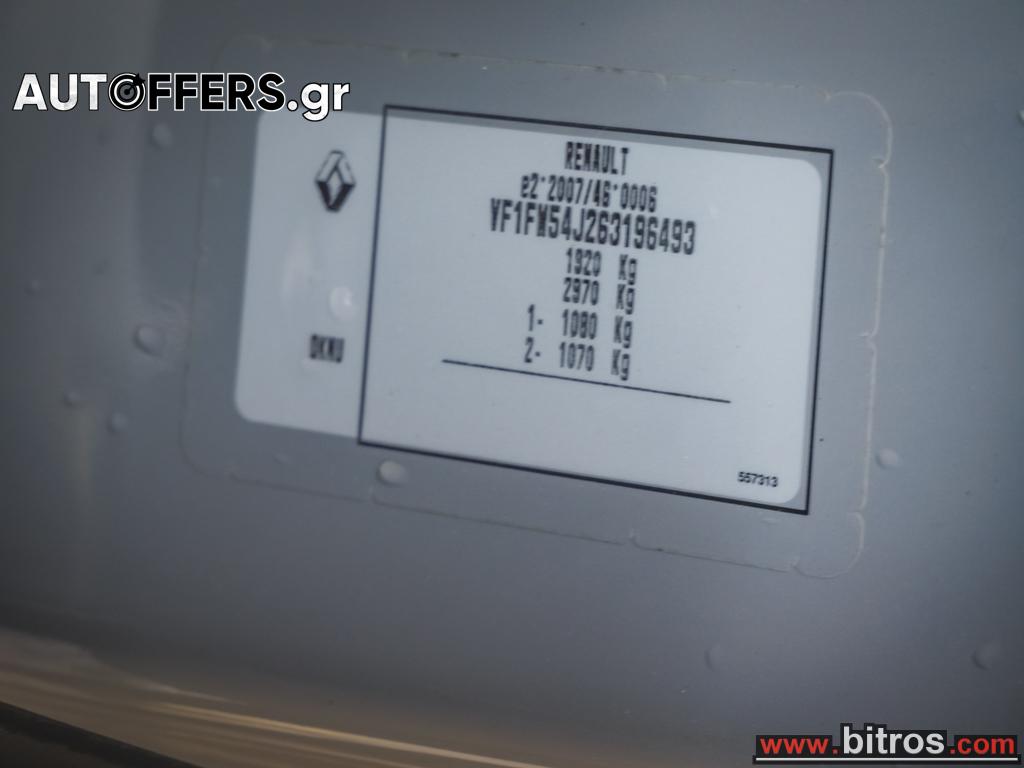 AUTOFFERS.gr
RENAULT
e2*2007/46*0006
VF1FW54J263196493
1920 Kg
2970 Kg
1- 1080 Kg
2- 1070 Kg
DKNU
557313
www.bitros.com